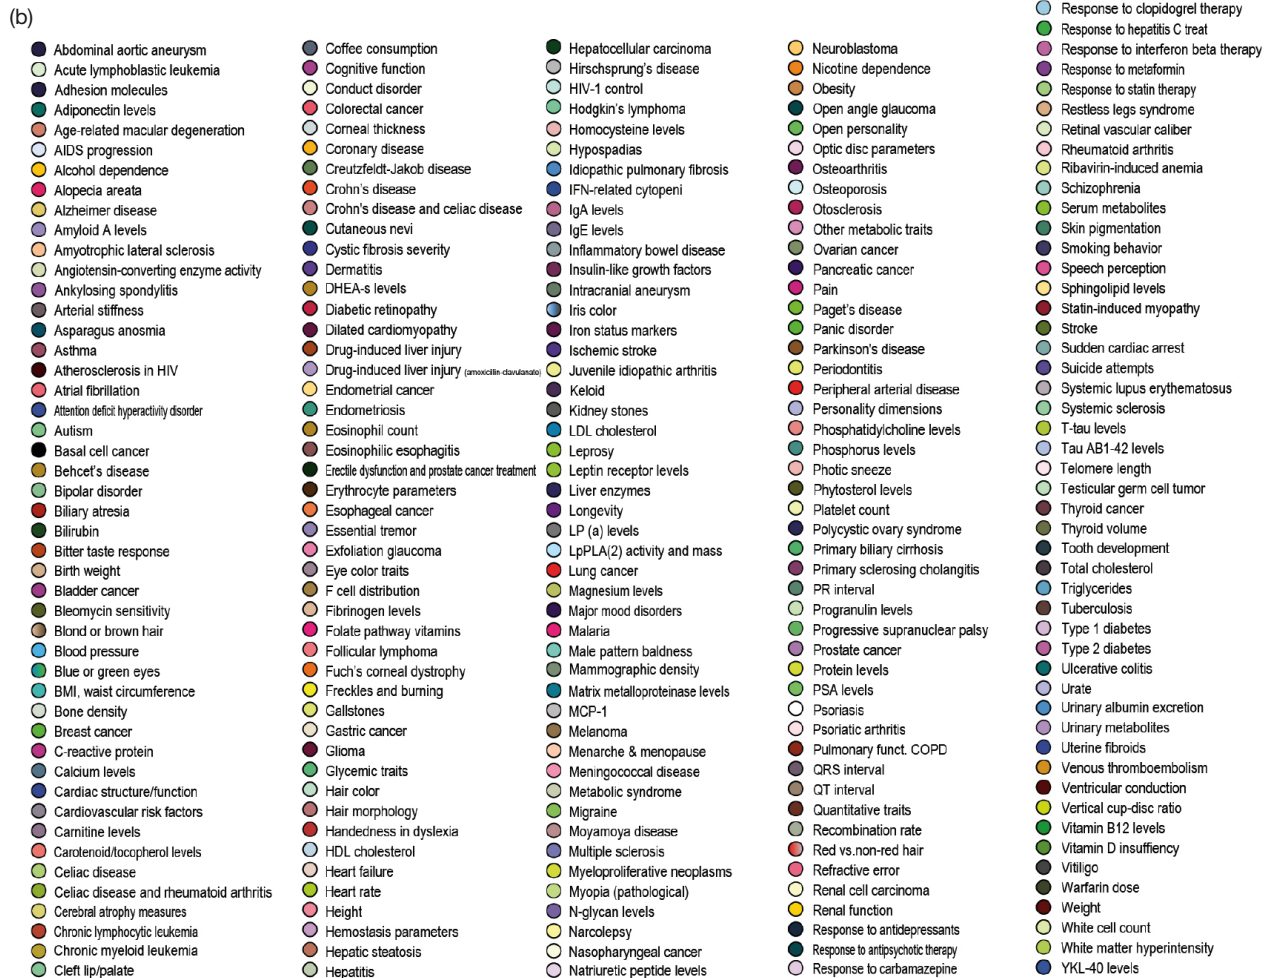 (b)
Abdominal aortic aneurysm
Acute lymphoblastic leukemia
Adhesion molecules
Adiponectin levels
Age-related macular degeneration
AIDS progression
Alcohol dependence
Alopecia areata
Alzheimer disease
Amyloid A levels
Amyotrophic lateral sclerosis
Angiotensin-converting enzyme activity
Ankylosing spondylitis
Arterial stiffness
Asparagus anosmia
Asthma
Atherosclerosis in HIV
Atrial fibrillation
Attention deficit hyperactivity disorder
Autism
Basal cell cancer
Behcet's disease
Bipolar disorder
Biliary atresia
Bilirubin
Bitter taste response
Birth weight
Bladder cancer
Bleomycin sensitivity
Blond or brown hair
Blood pressure
Blue or green eyes
BMI, waist circumference
Bone density
Breast cancer
C-reactive protein
Calcium levels
Cardiac structure/function
Cardiovascular risk factors
Carnitine levels
Carotenoid/tocopherol levels
Celiac disease
Celiac disease and rheumatoid arthritis
Cerebral atrophy measures
Chronic lymphocytic leukemia
Chronic myeloid leukemia
Cleft lip/palate
Coffee consumption
Cognitive function
Conduct disorder
Colorectal cancer
Corneal thickness
Coronary disease
Creutzfeldt-Jakob disease
Crohn's disease
Crohn's disease and celiac disease
Cutaneous nevi
Cystic fibrosis severity
Dermatitis
DHEA-s levels
Diabetic retinopathy
Dilated cardiomyopathy
Drug-induced liver injury
Drug-induced liver injury (amoxicillin-clavulanato)
Endometrial cancer
Endometriosis
Eosinophil count
Eosinophilic esophagitis
Erectile dysfunction and prostate cancer treatment
Erythrocyte parameters
Esophageal cancer
Essential tremor
Exfoliation glaucoma
Eye color traits
F cell distribution
Fibrinogen levels
Folate pathway vitamins
Follicular lymphoma
Fuch's corneal dystrophy
Freckles and burning
Gallstones
Gastric cancer
Glioma
Glycemic traits
Hair color
Hair morphology
Handedness in dyslexia
HDL cholesterol
Heart failure
Heart rate
Height
Hemostasis parameters
Hepatic steatosis
Hepatitis
Hepatocellular carcinoma
Hirschsprung's disease
HIV-1 control
Hodgkin's lymphoma
Homocysteine levels
Hypospadias
Idiopathic pulmonary fibrosis
IFN-related cytopeni
IgA levels
IgE levels
Inflammatory bowel disease
Insulin-like growth factors
Intracranial aneurysm
Iris color
Iron status markers
Ischemic stroke
Juvenile idiopathic arthritis
Keloid
Kidney stones
LDL cholesterol
Leprosy
Leptin receptor levels
Liver enzymes
Longevity
LP (a) levels
LpPLA(2) activity and mass
Lung cancer
Magnesium levels
Major mood disorders
Malaria
Male pattern baldness
Mammographic density
Matrix metalloproteinase levels
MCP-1
Melanoma
Menarche & menopause
Meningococcal disease
Metabolic syndrome
Migraine
Moyamoya disease
Multiple sclerosis
Myeloproliferative neoplasms
Myopia (pathological)
N-glycan levels
Narcolepsy
Nasopharyngeal cancer
Natriuretic peptide levels
Neuroblastoma
Nicotine dependence
Obesity
Open angle glaucoma
Open personality
Optic disc parameters
Osteoarthritis
Osteoporosis
Otosclerosis
Other metabolic traits
Ovarian cancer
Pancreatic cancer
Pain
Paget's disease
Panic disorder
Parkinson's disease
Periodontitis
Peripheral arterial disease
Personality dimensions
Phosphatidylcholine levels
Phosphorus levels
Photic sneeze
Phytosterol levels
Platelet count
Polycystic ovary syndrome
Primary biliary cirrhosis
Primary sclerosing cholangitis
PR interval
Progranulin levels
Progressive supranuclear palsy
Prostate cancer
Protein levels
PSA levels
Psoriasis
Psoriatic arthritis
Pulmonary funct. COPD
QRS interval
QT interval
Quantitative traits
Recombination rate
Red vs.non-red hair
Refractive error
Renal cell carcinoma
Renal function
Response to antidepressants
Response to antipsychotic therapy
Response to carbamazepine
Response to clopidogrel therapy
Response to hepatitis C treat
Response to interferon beta therapy
Response to metaformin
Response to statin therapy
Restless legs syndrome
Retinal vascular caliber
Rheumatoid arthritis
Ribavirin-induced anemia
Schizophrenia
Serum metabolites
Skin pigmentation
Smoking behavior
Speech perception
Sphingolipid levels
Statin-induced myopathy
Stroke
Sudden cardiac arrest
Suicide attempts
Systemic lupus erythematosus
Systemic sclerosis
T-tau levels
Tau AB1-42 levels
Telomere length
Testicular germ cell tumor
Thyroid cancer
Thyroid volume
Tooth development
Total cholesterol
Triglycerides
Tuberculosis
Type 1 diabetes
Type 2 diabetes
Ulcerative colitis
Urate
Urinary albumin excretion
Urinary metabolites
Uterine fibroids
Venous thromboembolism
Ventricular conduction
Vertical cup-disc ratio
Vitamin B12 levels
Vitamin D insuffiency
Vitiligo
Warfarin dose
Weight
White cell count
White matter hyperintensity
YKL-40 levels